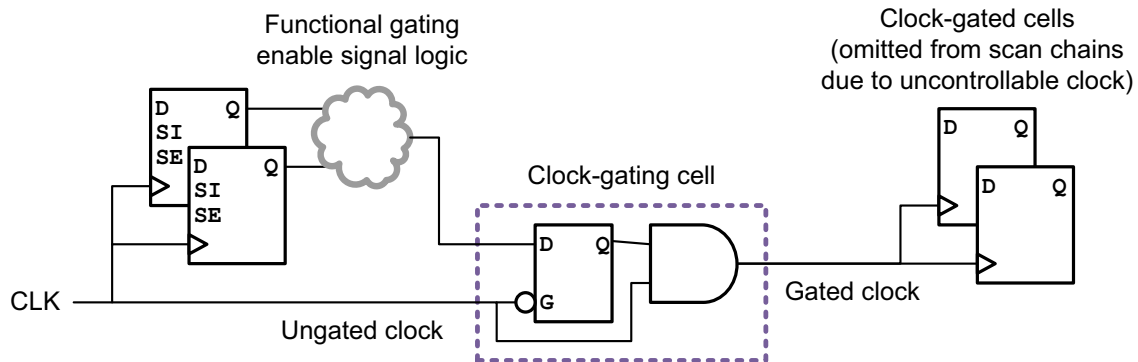 Functional gating
enable signal logic
Clock-gated cells
(omitted from scan chains
due to uncontrollable clock)
D Q
SI
SE
D Q
SI
SE
Clock-gating cell
D Q
G
D Q
D Q
CLK
Ungated clock
Gated clock